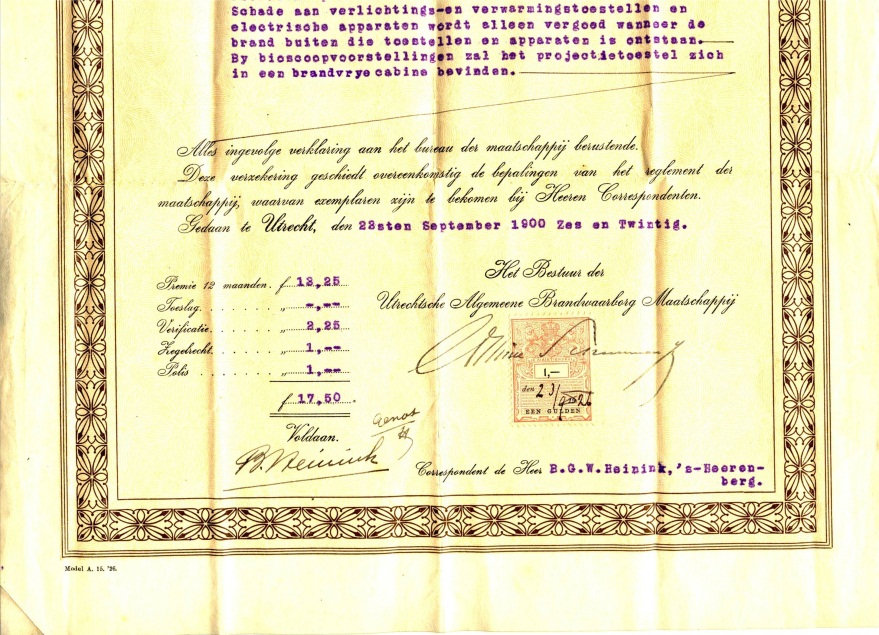 Schade aan verlichtings-en verwarmingstoestellen en
electrische apparaten wordt alleen vergoed wanneer de
brand buiten die toestellen en apparaten is ontstaan.
By bioscoopvoorstellingen zal het projectietoestel zich
in een brandvrye cabine bevinden.
Alles ingevolge verklaring aan het bureau der maatschappij berustende.
Deze verzekering geschiedt overeenkomstig de bepalingen van het reglement der
maatschappij, waarvan exemplaren zijn te bekomen bij Heeren Correspondenten.
Gedaan te Utrecht, den 23sten September 1900 Zes en Twintig.
Premie 12 maanden. f 13,25
Toeslag. . . . . . . „ -,--
Verificatie. . . . . . „ 2,25
Zegelrecht. . . . . . „ 1,--
Polis . . . . . . . . „ 1,--
f 17,50.
Voldaan.
B. Heinink
Het Bestuur der
Utrechtsche Algemeene Brandwaarborg Maatschappij
1,—
den 23/9 26
EEN GULDEN
Correspondent de Heer B.G.W.Heinink,'s-Heeren-
berg.
Model A. 15. '26.